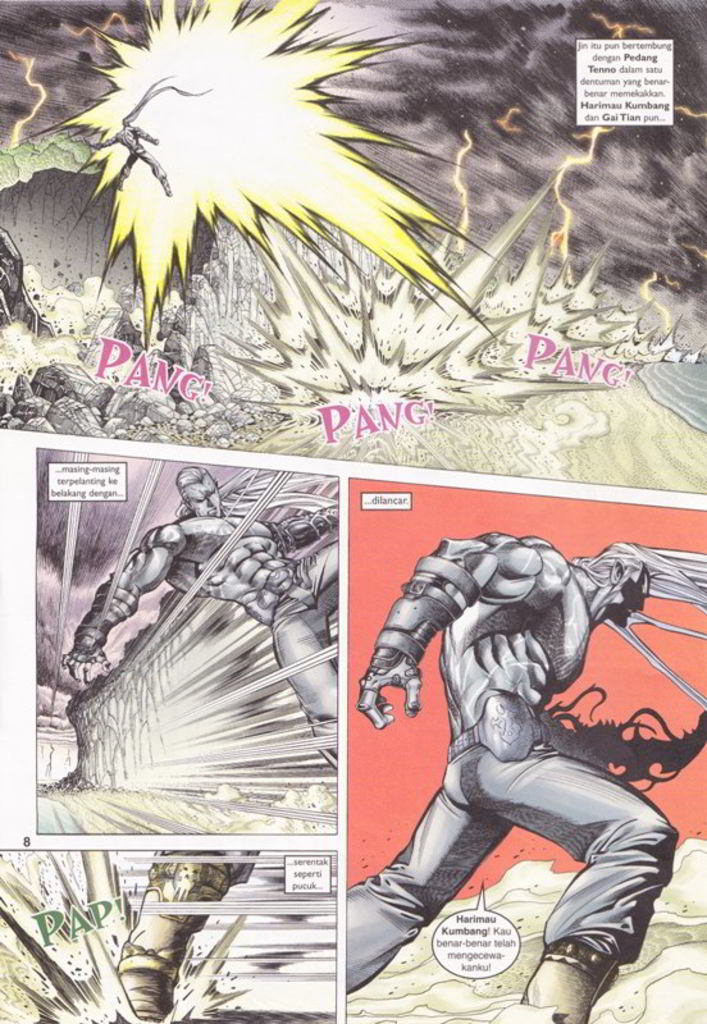 Jin itu pun bertembung
dengan Pedang
Tenno dalam satu
dentuman yang benar-
benar memekakkan.
Harimau Kumbang
dan Gai Tian pun...
PANG!
PANG!
PANG!
...masing-masing
terpelanting ke
belakang dengan...
8
...serentak
seperti
pucuk...
PAP!
...dilancar.
Harimau
Kumbang! Kau
benar-benar telah
mengecewa-
kanku!